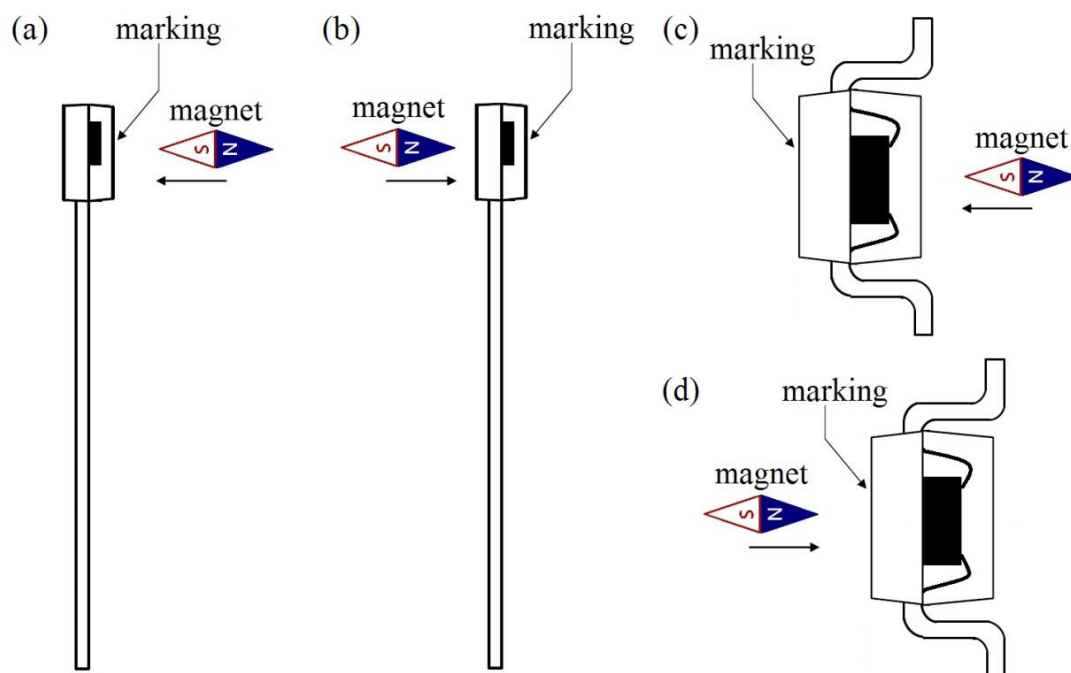 (a)
marking
magnet
S N
(b)
marking
magnet
S N
(c)
marking
magnet
S N
(d)
marking
magnet
S N